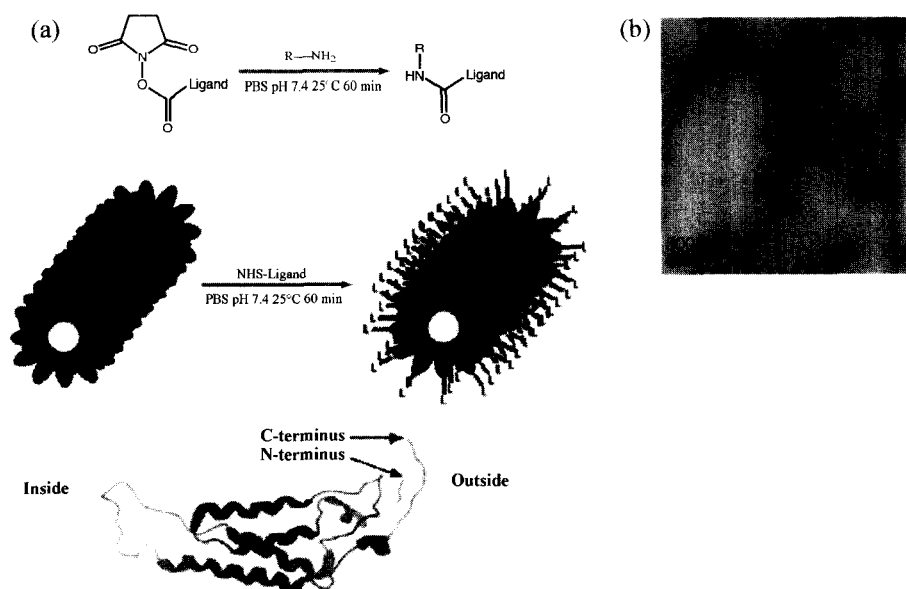 (a)
(b)
O
N
O
O
Ligand
O
R—NH2
PBS pH 7.4 25°C 60 min
R
HN
Ligand
O
NHS-Ligand
PBS pH 7.4 25°C 60 min
C-terminus
N-terminus
Inside
Outside